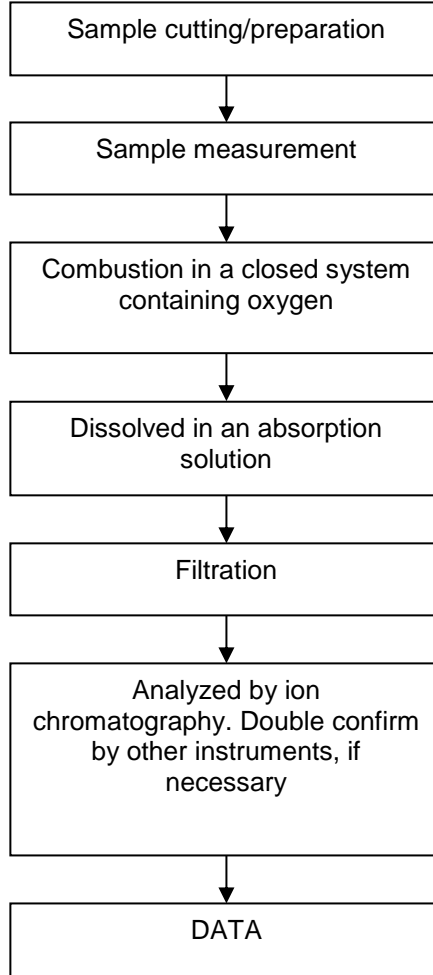 Sample cutting/preparation
Sample measurement
Combustion in a closed system
containing oxygen
Dissolved in an absorption
solution
Filtration
Analyzed by ion
chromatography. Double confirm
by other instruments, if
necessary
DATA